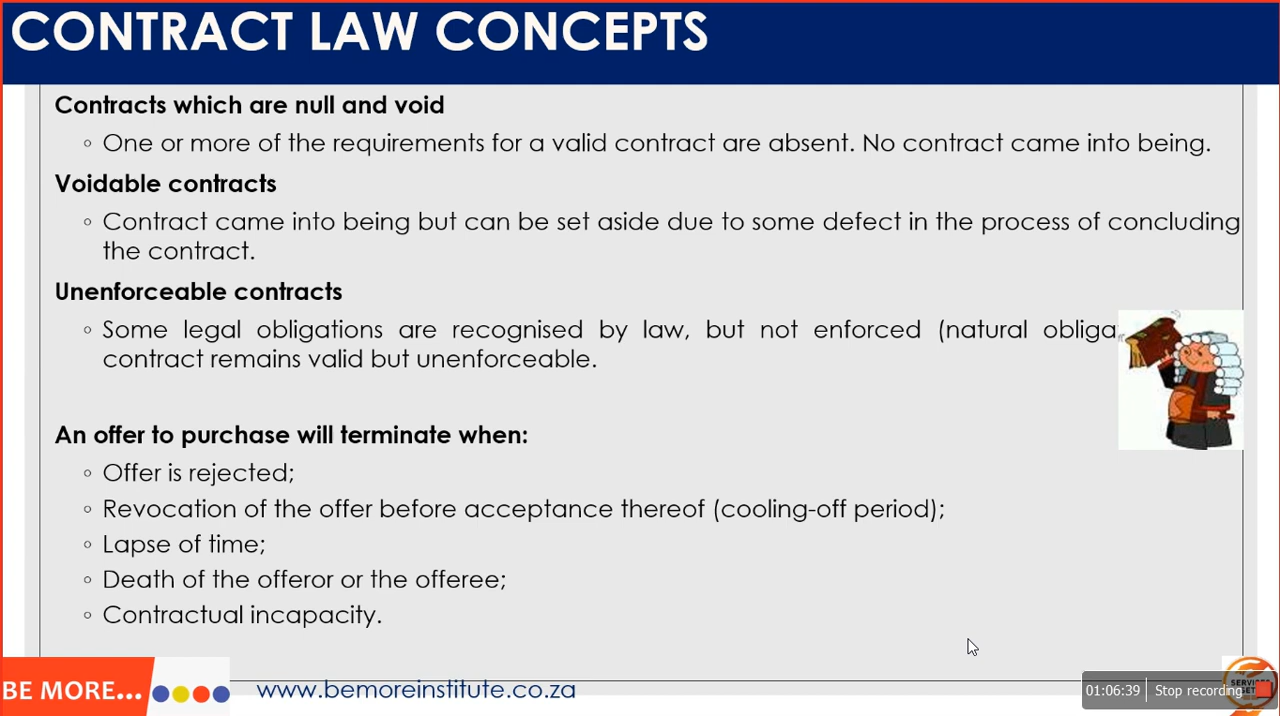 CONTRACT LAW CONCEPTS
Contracts which are null and void
◦ One or more of the requirements for a valid contract are absent. No contract came into being.
Voidable contracts
◦ Contract came into being but can be set aside due to some defect in the process of concluding
the contract.
Unenforceable contracts
◦ Some legal obligations are recognised by law, but not enforced (natural
contract remains valid but unenforceable.
An offer to purchase will terminate when:
◦ Offer is rejected;
◦ Revocation of the offer before acceptance thereof (cooling-off period);
◦ Lapse of time;
◦ Death of the offeror or the offeree;
◦ Contractual incapacity.
BE MORE...
www.bemoreinstitute.co.za
01:06:39 Stop recording